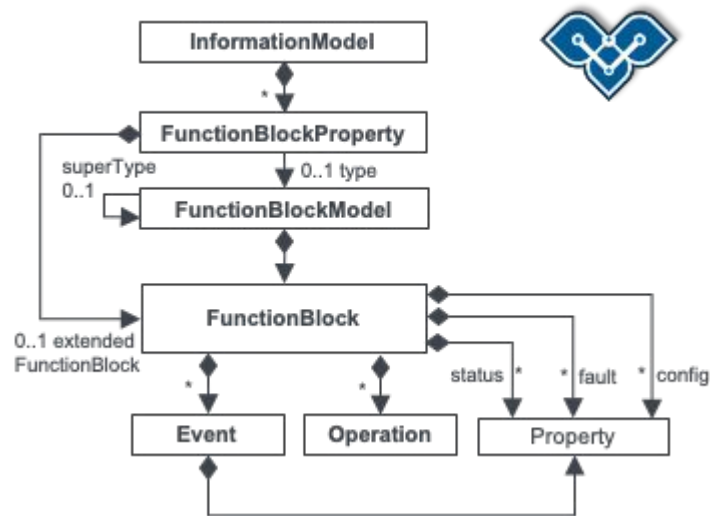 InformationModel
*
FunctionBlockProperty
superType
0..1
0..1 type
FunctionBlockModel
FunctionBlock
0..1 extended
FunctionBlock
*
*
status *
* fault
* config
Event
Operation
Property